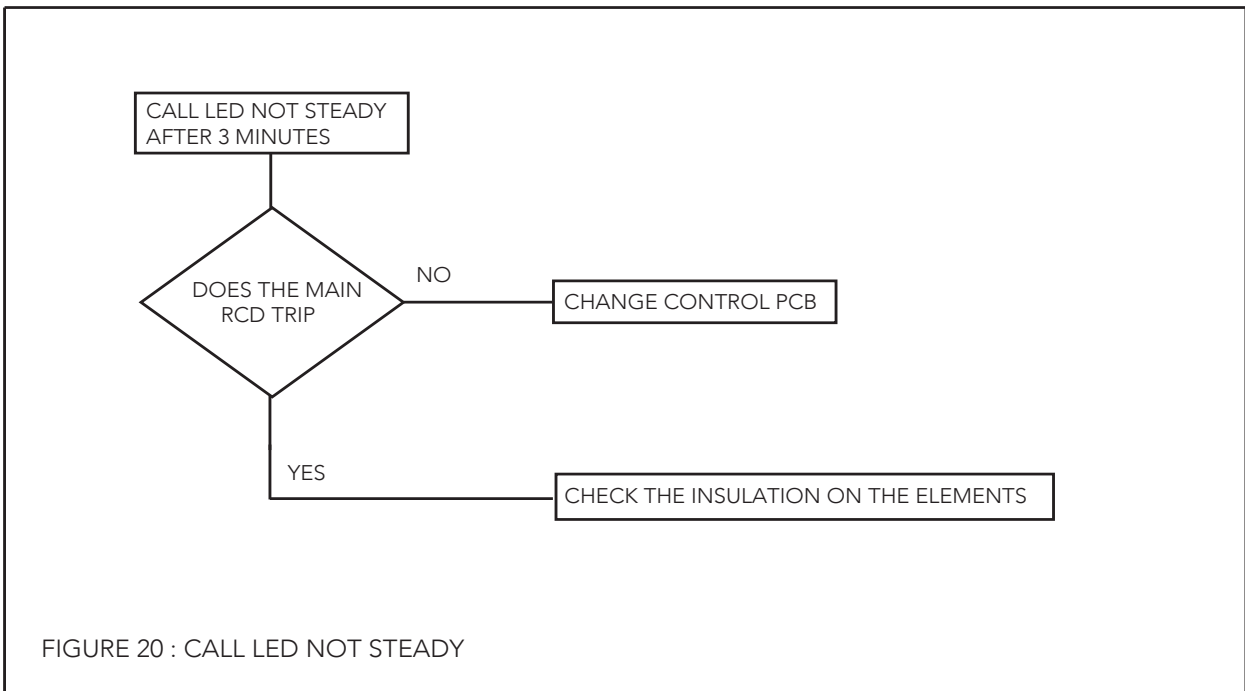 CALL LED NOT STEADY
AFTER 3 MINUTES
DOES THE MAIN
RCD TRIP
NO
CHANGE CONTROL PCB
YES
CHECK THE INSULATION ON THE ELEMENTS
FIGURE 20 : CALL LED NOT STEADY